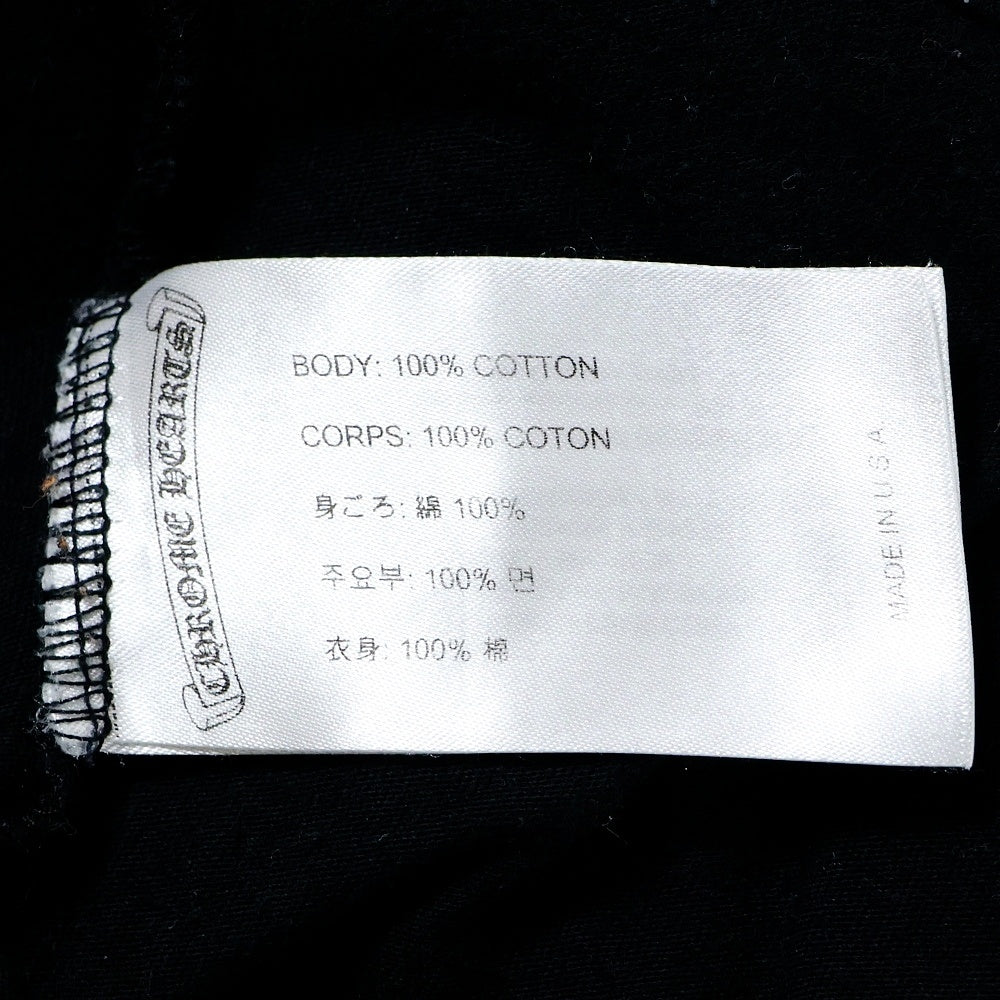 CHROME HEARTS
BODY: 100% COTTON
CORPS: 100% COTON
身ごろ: 綿 100%
주요부: 100% 면
衣身: 100% 棉
MADE IN U.S.A.